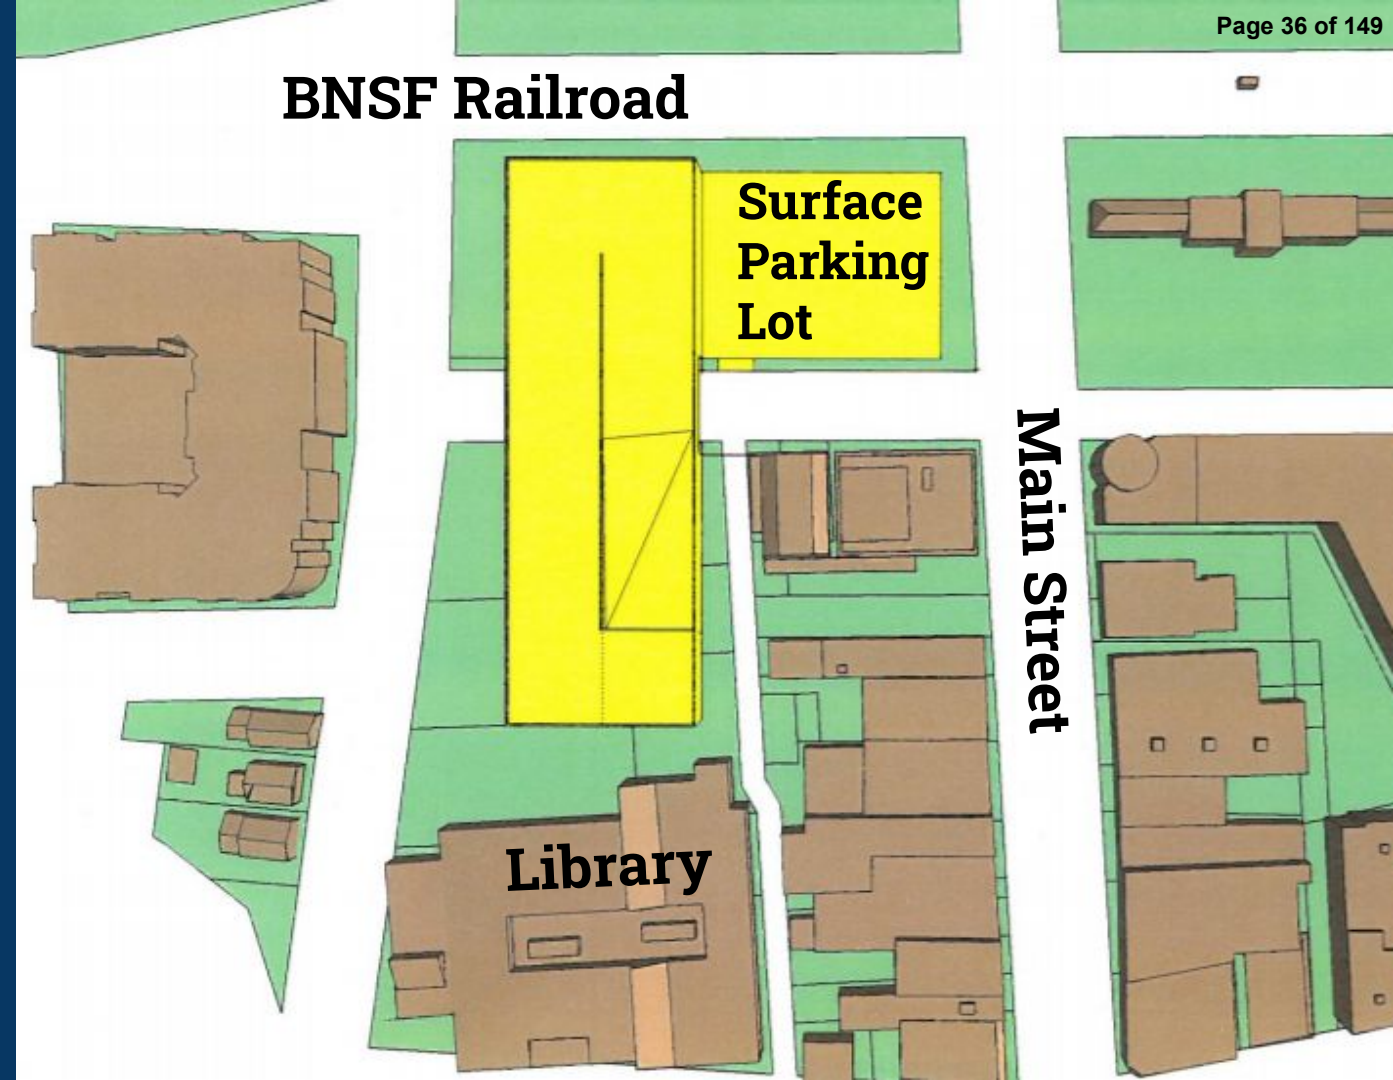 Page 36 of 149
BNSF Railroad
Surface
Parking
Lot
Main Street
Library